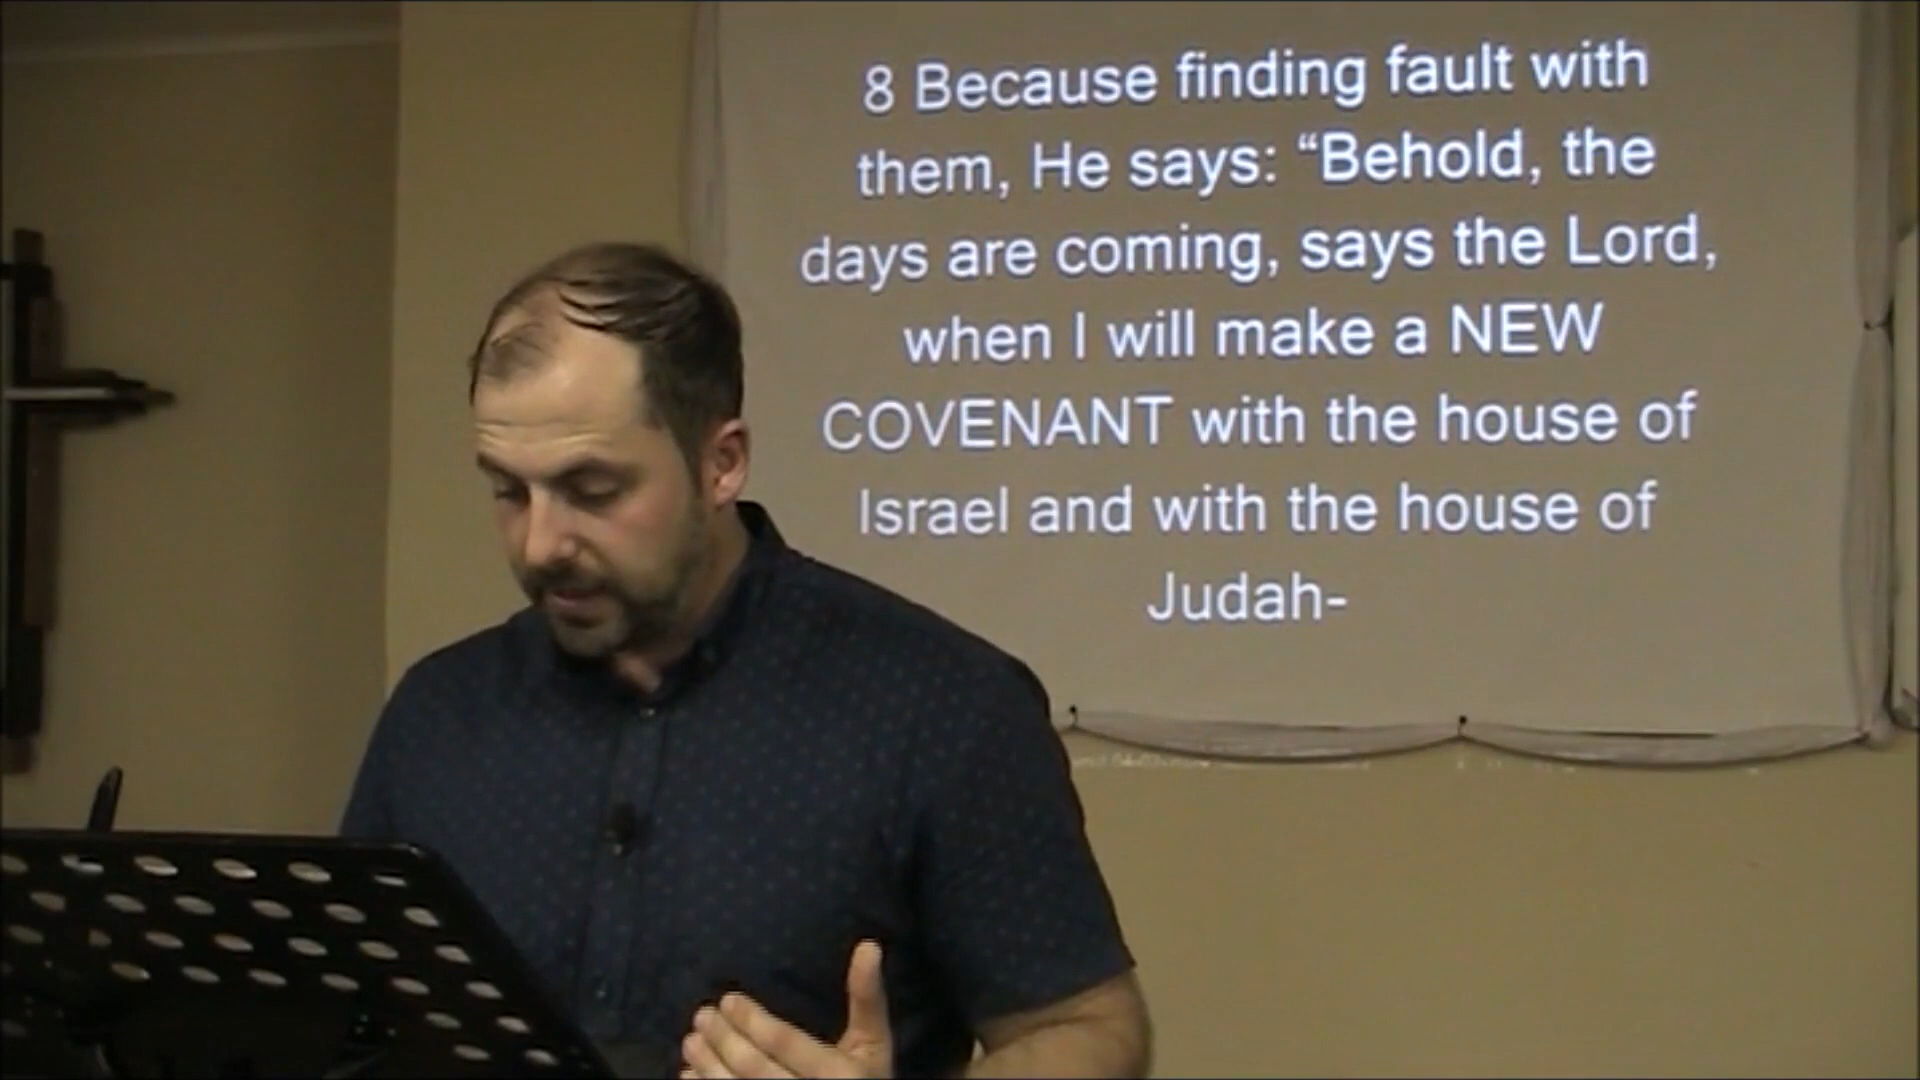 8 Because finding fault with
them, He says: “Behold, the
days are coming, says the Lord,
when I will make a NEW
COVENANT with the house of
Israel and with the house of
Judah-